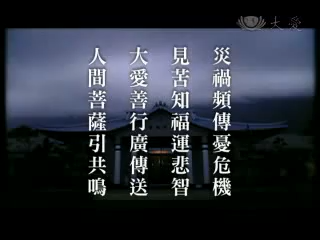 災禍頻傳憂危機
見苦知福運悲智
大愛善行廣傳送
人間菩薩引共鳴
大愛